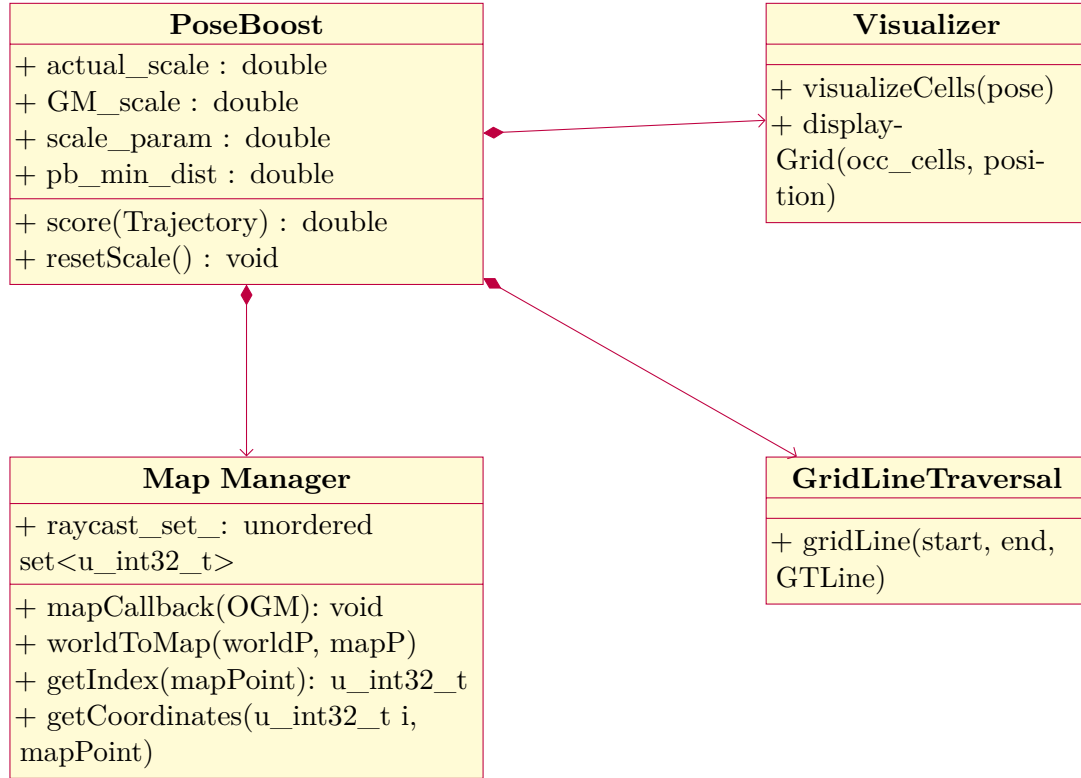 PoseBoost
+ actual_scale : double
+ GM_scale : double
+ scale_param : double
+ pb_min_dist : double
+ score(Trajectory) : double
+ resetScale() : void
Visualizer
+ visualizeCells(pose)
+ display-
Grid(occ_cells, posi-
tion)
Map Manager
+ raycast_set_: unordered
set<u_int32_t>
+ mapCallback(OGM): void
+ worldToMap(worldP, mapP)
+ getIndex(mapPoint): u_int32_t
+ getCoordinates(u_int32_t i,
mapPoint)
GridLineTraversal
+ gridLine(start, end,
GTLine)